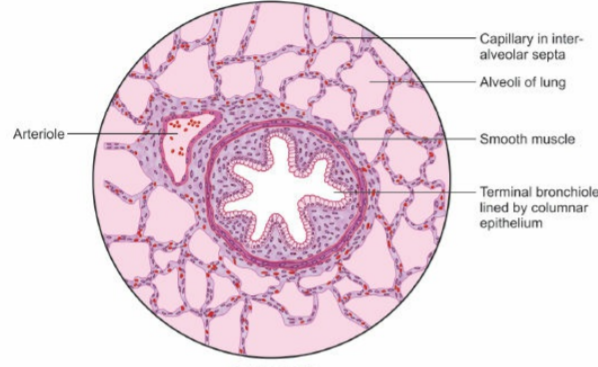 Capillary in inter-
alveolar septa
Alveoli of lung
Arteriole
Smooth muscle
Terminal bronchiole
lined by columnar
epithelium